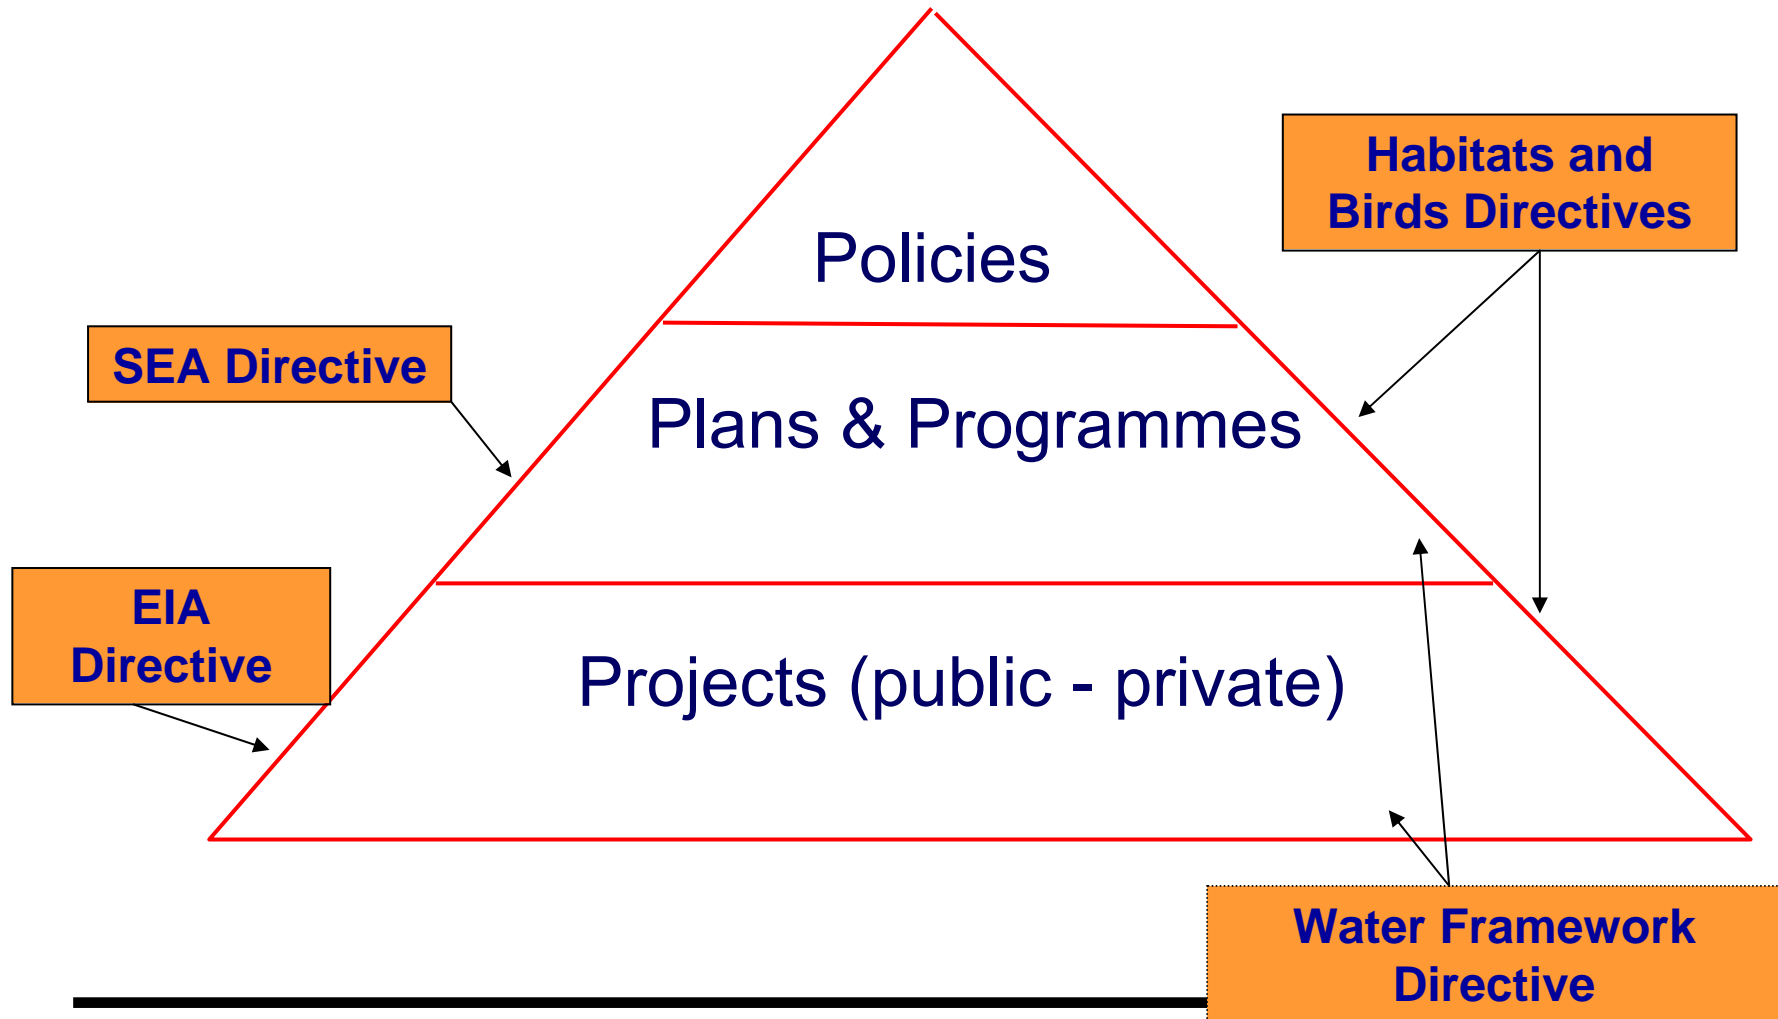 Habitats and
Birds Directives
Policies
SEA Directive
Plans & Programmes
EIA
Directive
Projects (public - private)
Water Framework
Directive